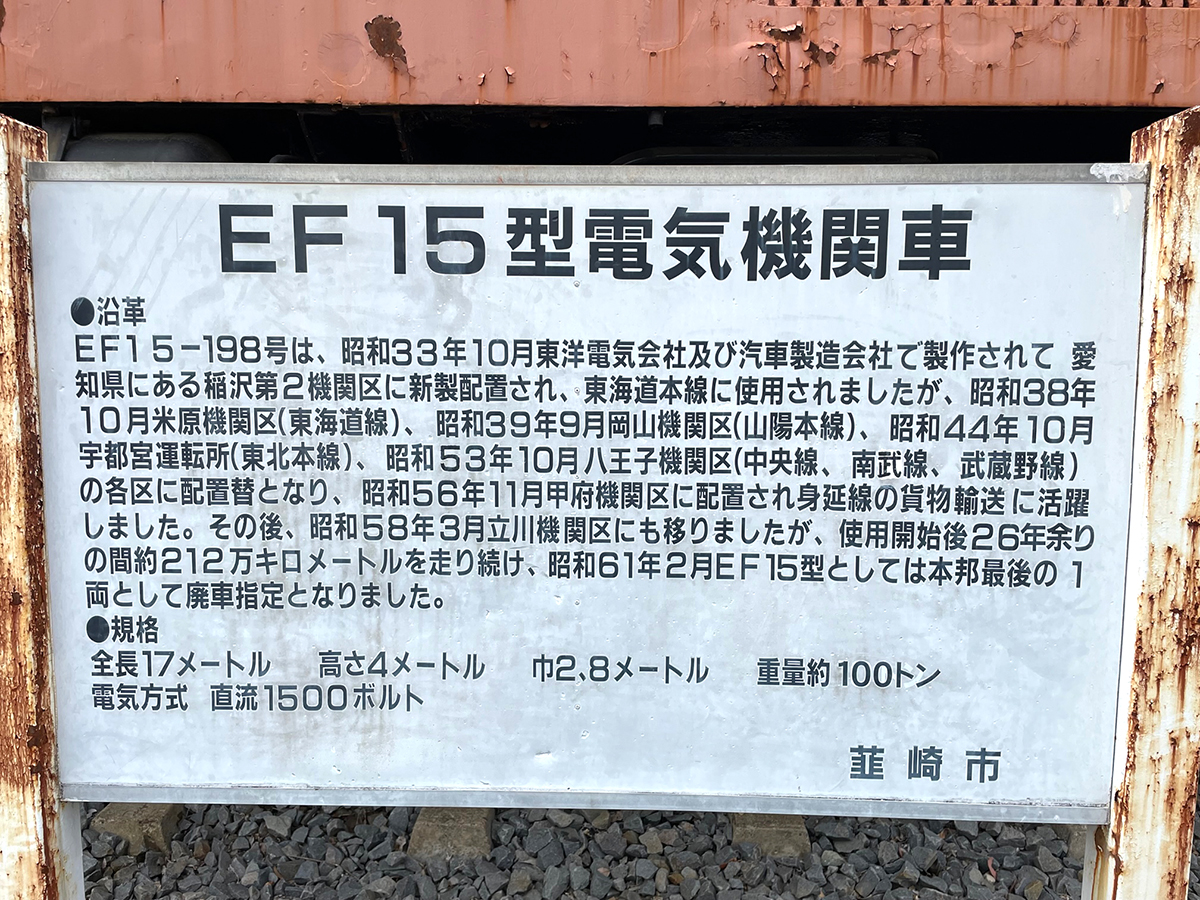 EF15型電気機関車
●沿革
EF15-198号は、昭和33年10月東洋電気会社及び汽車製造会社で製作されて 愛
知県にある稲沢第2機関区に新製配置され、東海道本線に使用されましたが、昭和38年
10月米原機関区(東海道線)、昭和39年9月岡山機関区(山陽本線)、昭和44年10月
宇都宮運転所(東北本線)、昭和53年10月八王子機関区(中央線、南武線、武蔵野線)
の各区に配置替となり、昭和56年11月甲府機関区に配置され身延線の貨物輸送に活躍
しました。その後、昭和58年3月立川機関区にも移りましたが、使用開始後26年余り
の間約212万キロメートルを走り続け、昭和61年2月EF15型としては本邦最後の1
両として廃車指定となりました。
●規格
全長17メートル 高さ4メートル 巾2、8メートル 重量約100トン
電気方式 直流1500ボルト
韮崎市